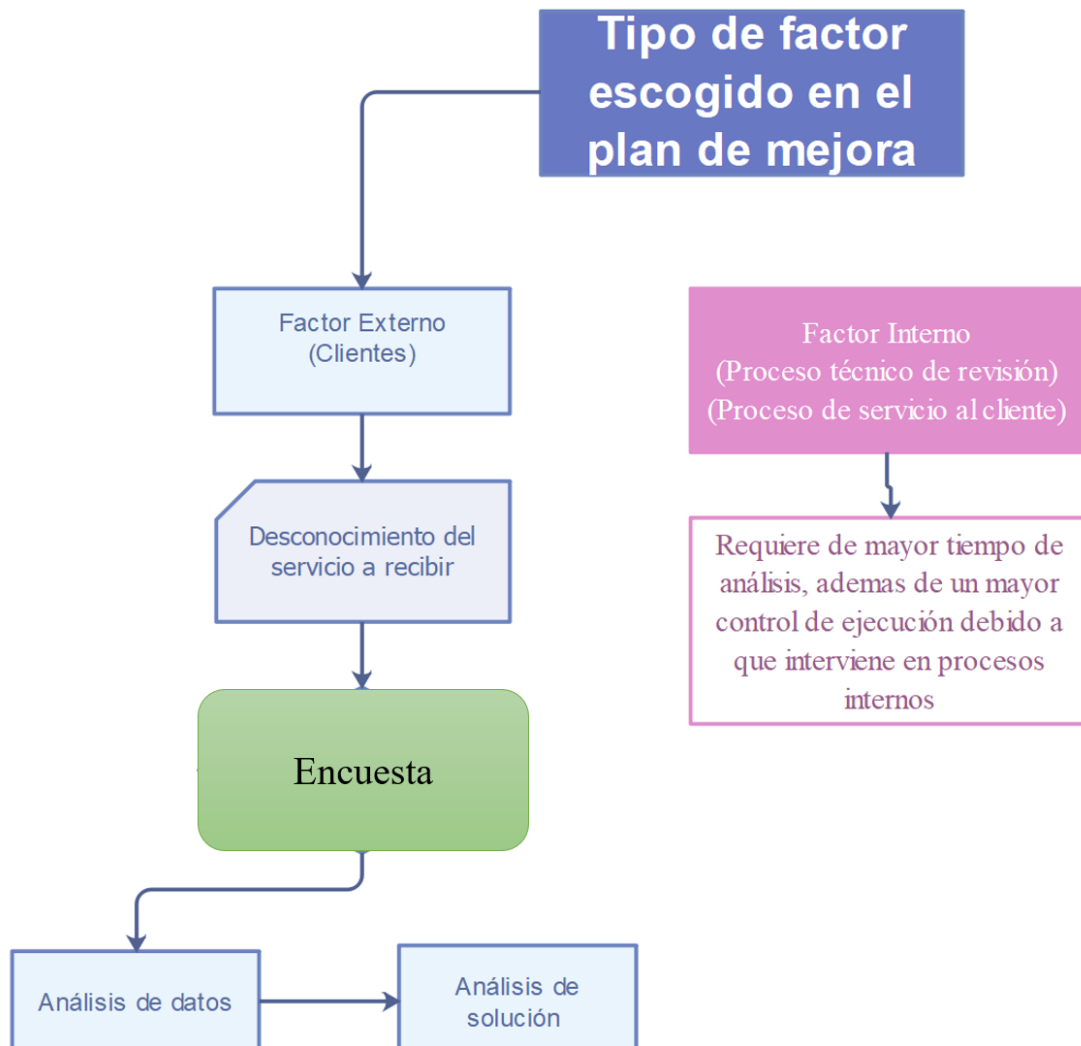 Tipo de factor
escogido en el
plan de mejora
Factor Externo
(Clientes)
Factor Interno
(Proceso técnico de revisión)
(Proceso de servicio al cliente)
Desconocimiento del
servicio a recibir
Requiere de mayor tiempo de
análisis, ademas de un mayor
control de ejecución debido a
que interviene en procesos
internos
Encuesta
Análisis de datos
Análisis de
solución